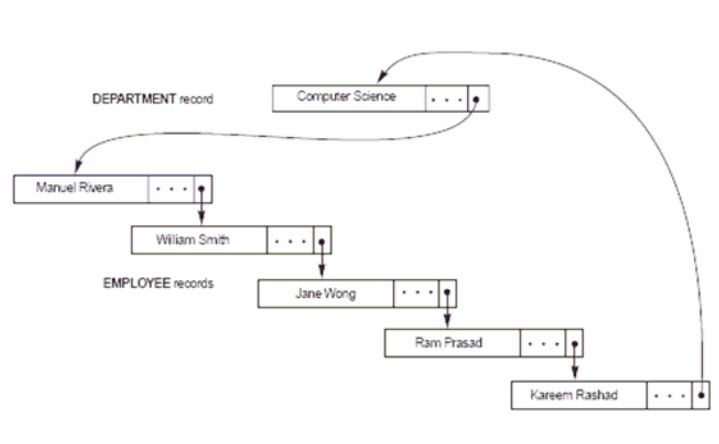 Computer Science . . .
DEPARTMENT record
Manuel Rivera . . .
William Smith . . .
EMPLOYEE records
Jane Wong . . .
Ram Prasad . . .
Kareem Rashad . . .